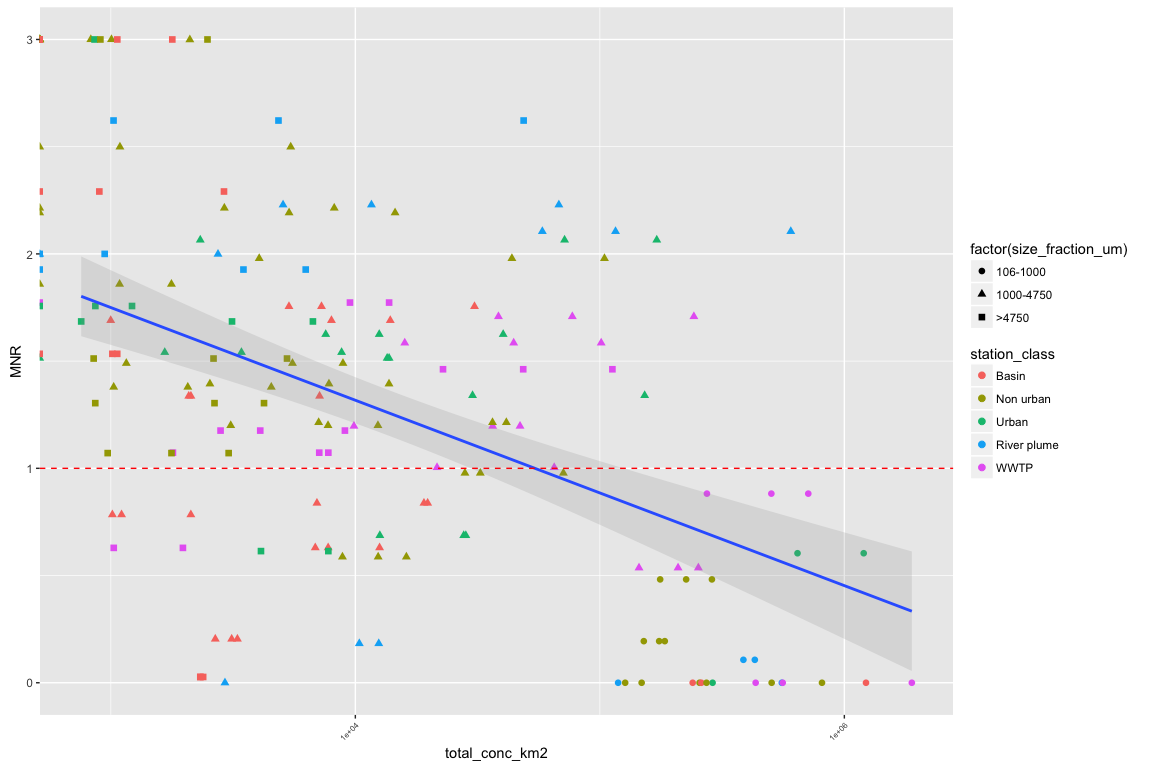 3
2
1
0
MNR
1e+04
1e+06
total_conc_km2
factor(size_fraction_um)
106-1000
1000-4750
>4750
station_class
Basin
Non urban
Urban
River plume
WWTP